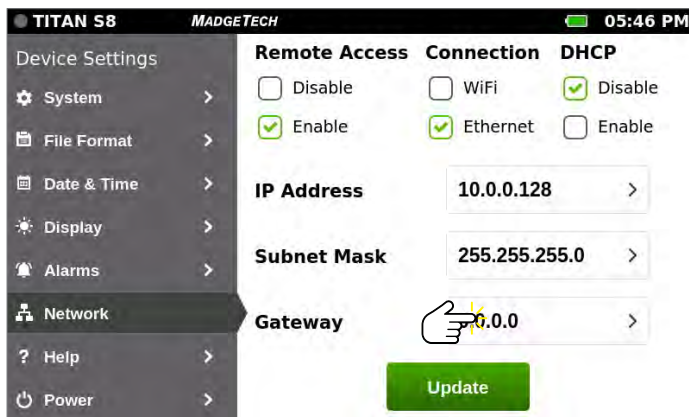 TITAN S8 MADGETECH 05:46 PM
Device Settings
System
File Format
Date & Time
Display
Alarms
Network
Help
Power
Remote Access Connection DHCP
Disable WiFi Disable
Enable Ethernet Enable
IP Address 10.0.0.128
Subnet Mask 255.255.255.0
Gateway
Update